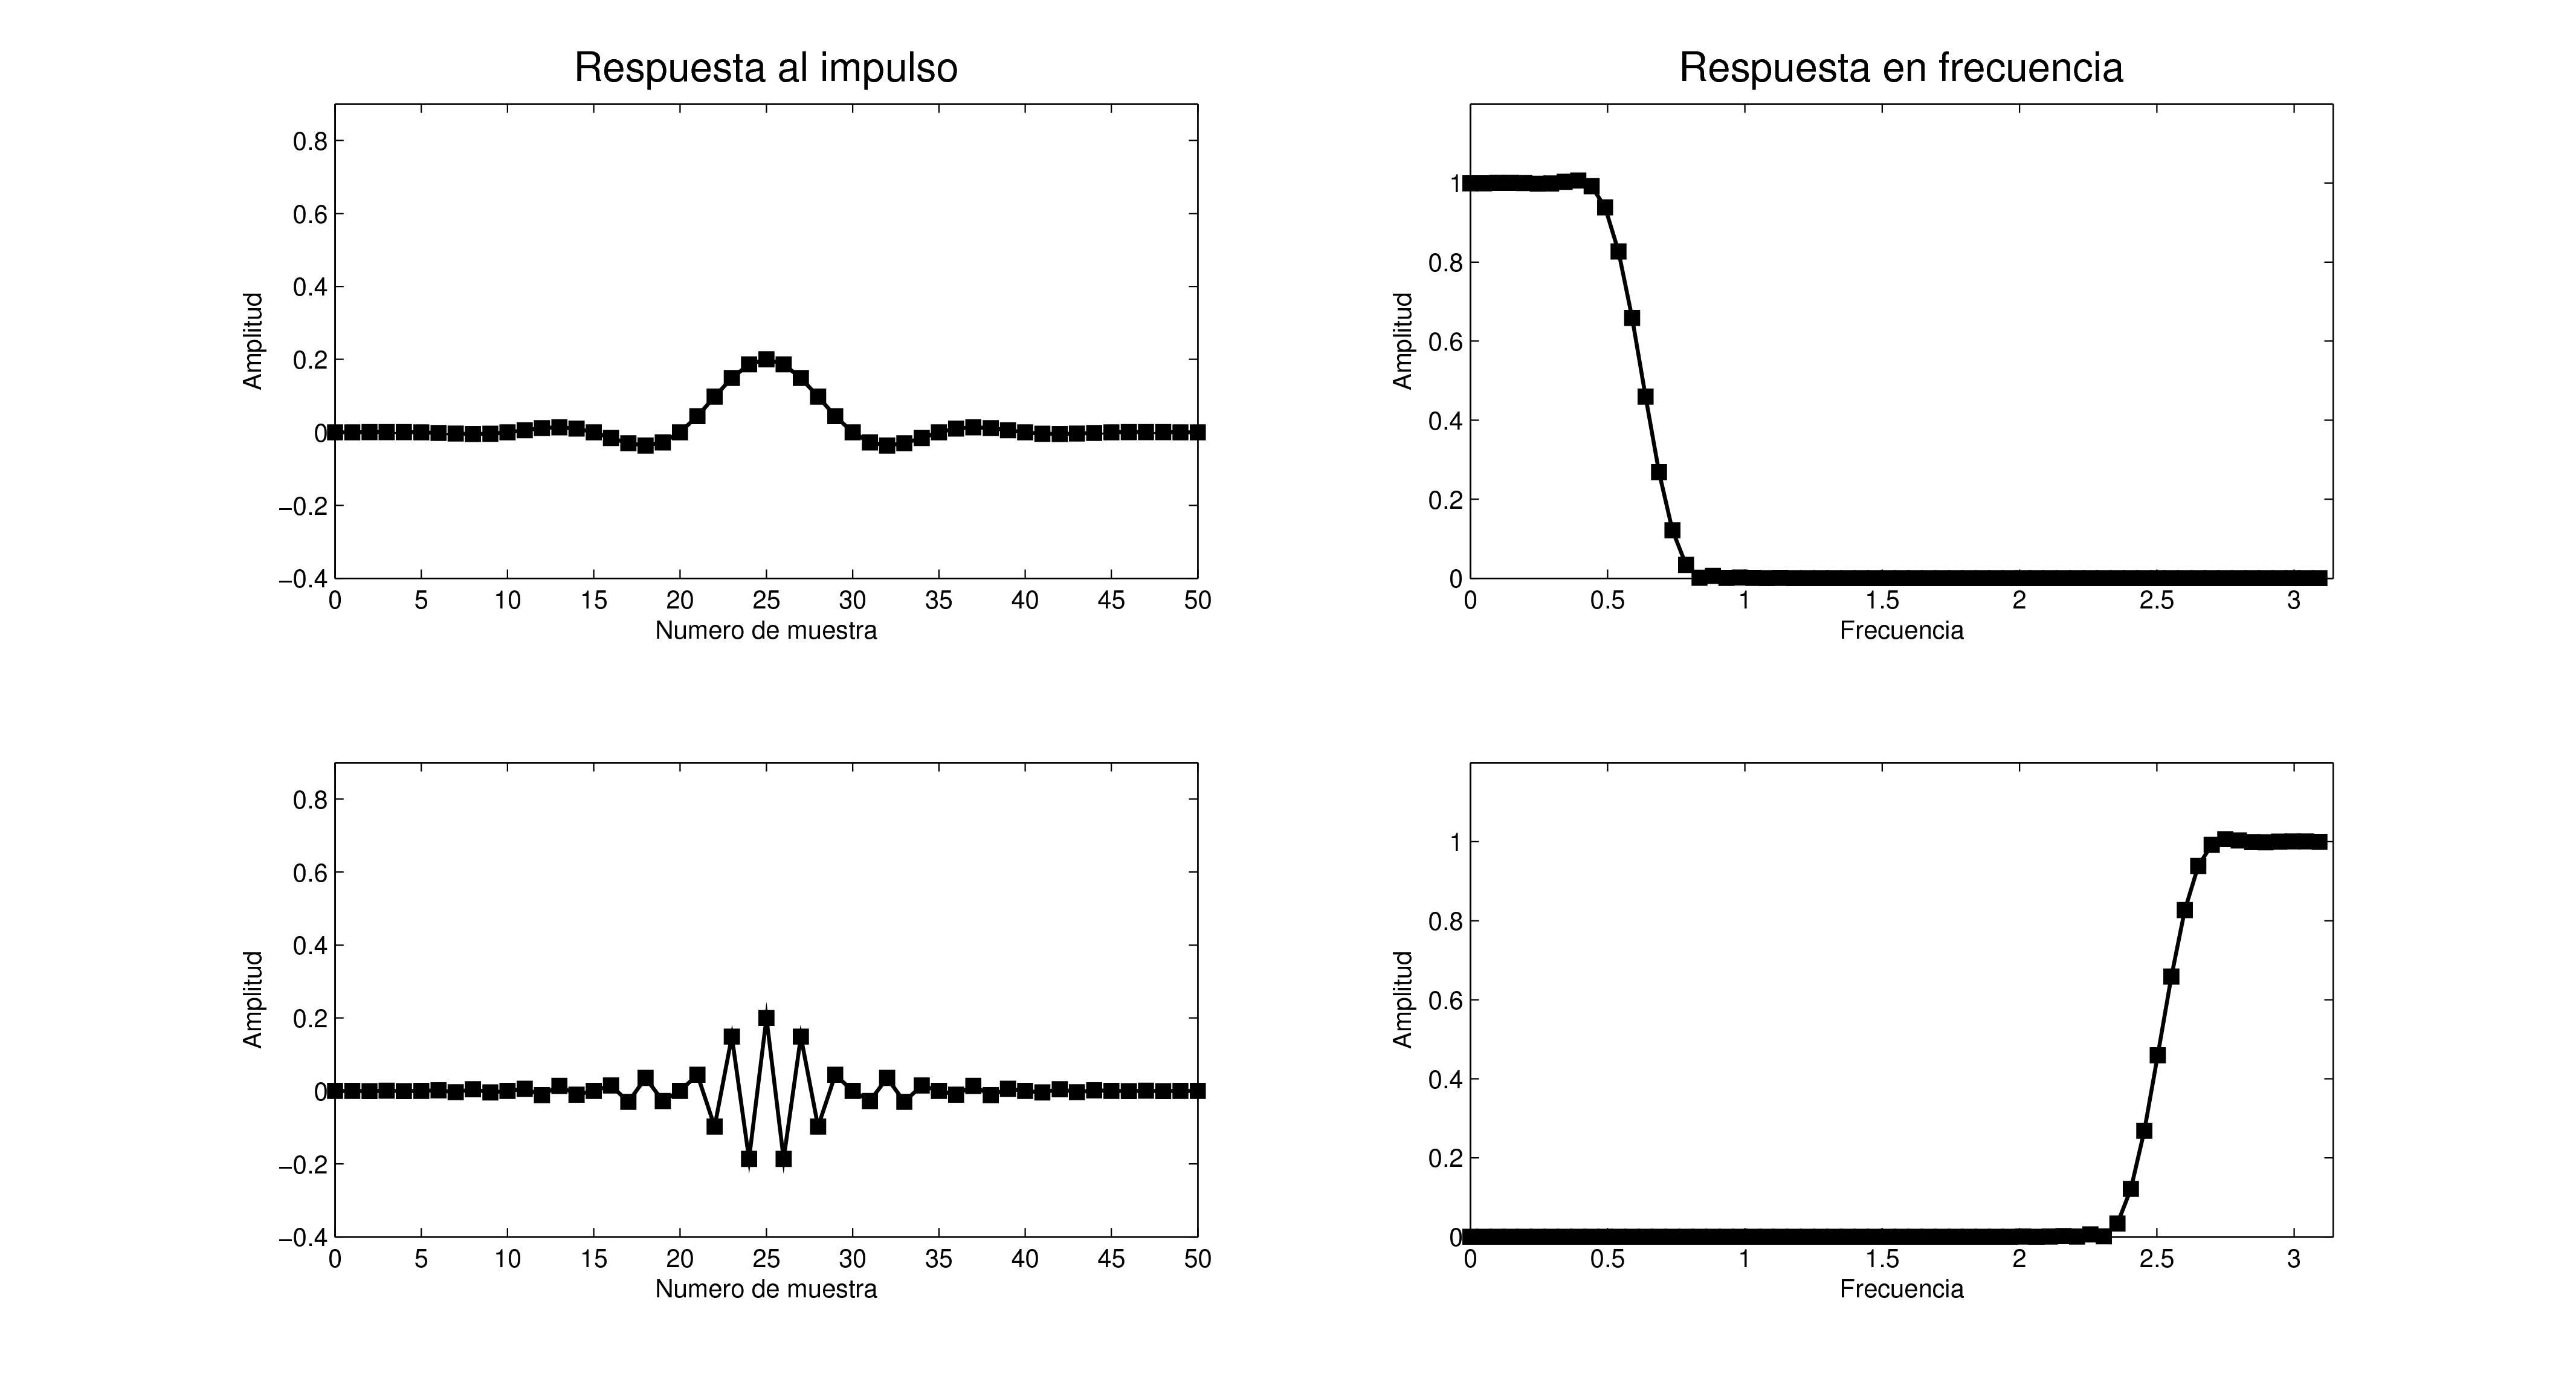 Respuesta al impulso
0.8
0.6
0.4
0.2
0
−0.2
−0.4
Amplitud
0 5 10 15 20 25 30 35 40 45 50
Numero de muestra
Respuesta en frecuencia
1
0.8
0.6
0.4
0.2
0
Amplitud
0 0.5 1 1.5 2 2.5 3
Frecuencia
0.8
0.6
0.4
0.2
0
−0.2
−0.4
Amplitud
0 5 10 15 20 25 30 35 40 45 50
Numero de muestra
1
0.8
0.6
0.4
0.2
0
Amplitud
0 0.5 1 1.5 2 2.5 3
Frecuencia